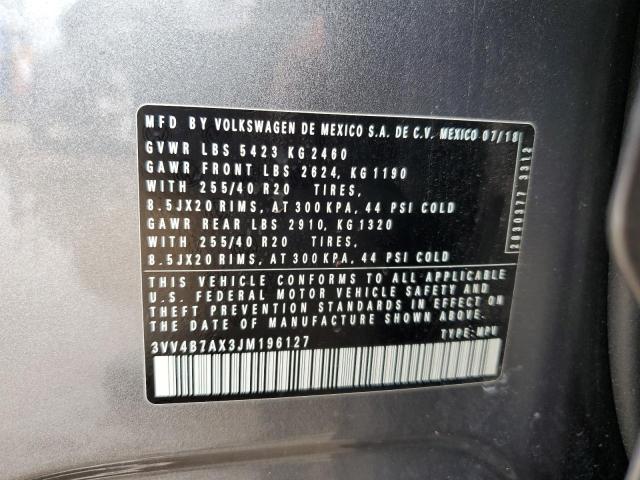 MFD BY VOLKSWAGEN DE MEXICO S.A. DE C.V. MEXICO 07/18
GVWR LBS 5423 KG 2460
GAWR FRONT LBS 2624, KG 1190
WITH 255/40 R20 TIRES,
8.5JX20 RIMS, AT 300 KPA, 44 PSI COLD
GAWR REAR LBS 2910, KG 1320
WITH 255/40 R20 TIRES,
8.5JX20 RIMS, AT 300 KPA, 44 PSI COLD
THIS VEHICLE CONFORMS TO ALL APPLICABLE
U.S. FEDERAL MOTOR VEHICLE SAFETY AND
THEFT PREVENTION STANDARDS IN EFFECT ON
THE DATE OF MANUFACTURE SHOWN ABOVE.
3VV4B7AX3JM196127 TYPE: MPV
2830377 3312